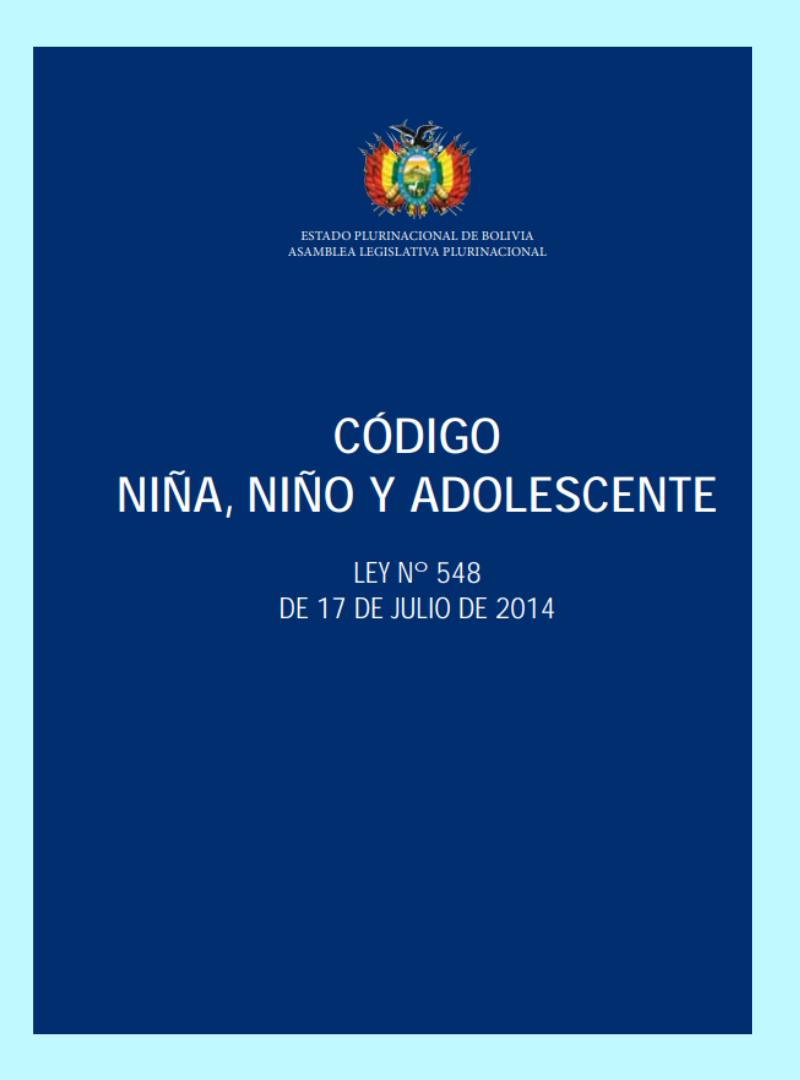 ESTADO PLURINACIONAL DE BOLIVIA
ASAMBLEA LEGISLATIVA PLURINACIONAL
CÓDIGO
NIÑA, NIÑO Y ADOLESCENTE
LEY Nº 548
DE 17 DE JULIO DE 2014